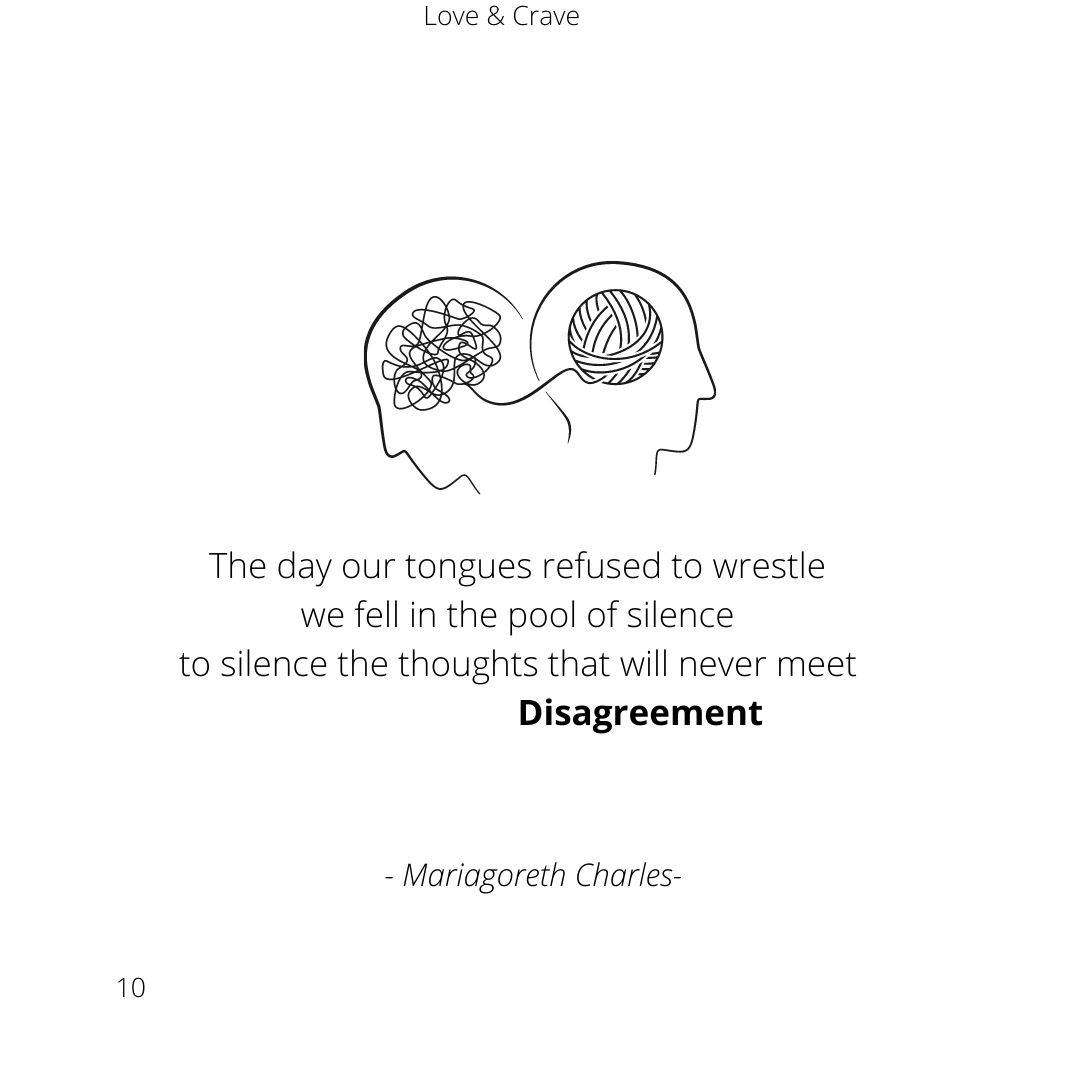 Love & Crave
The day our tongues refused to wrestle
we fell in the pool of silence
to silence the thoughts that will never meet
Disagreement
- Mariagoreth Charles-
10